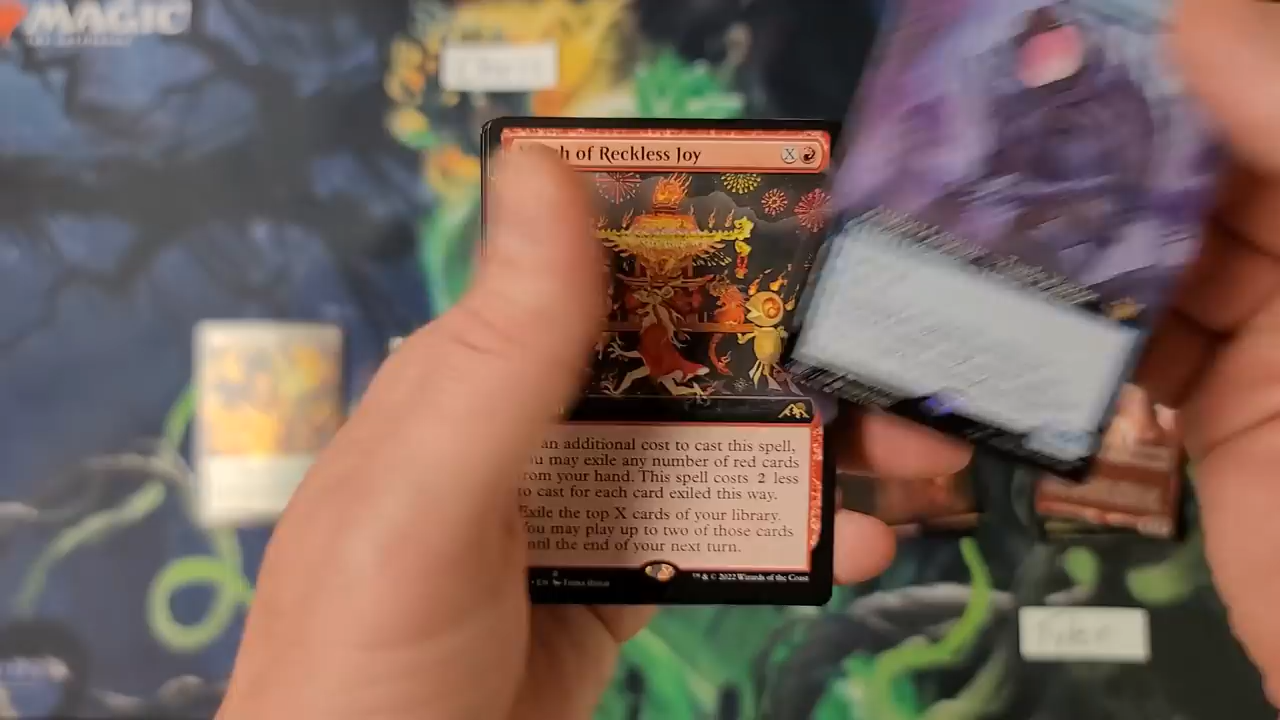 MAGIC
THE GATHERING
h of Reckless Joy X
an additional cost to cast this spell,
u may exile any number of red cards
rom your hand. This spell costs 2 less
to cast for each card exiled this way.
Exile the top X cards of your library.
You may play up to two of those cards
ntil the end of your next turn.
• EN ™ & © 2022 Wizards of the Coast